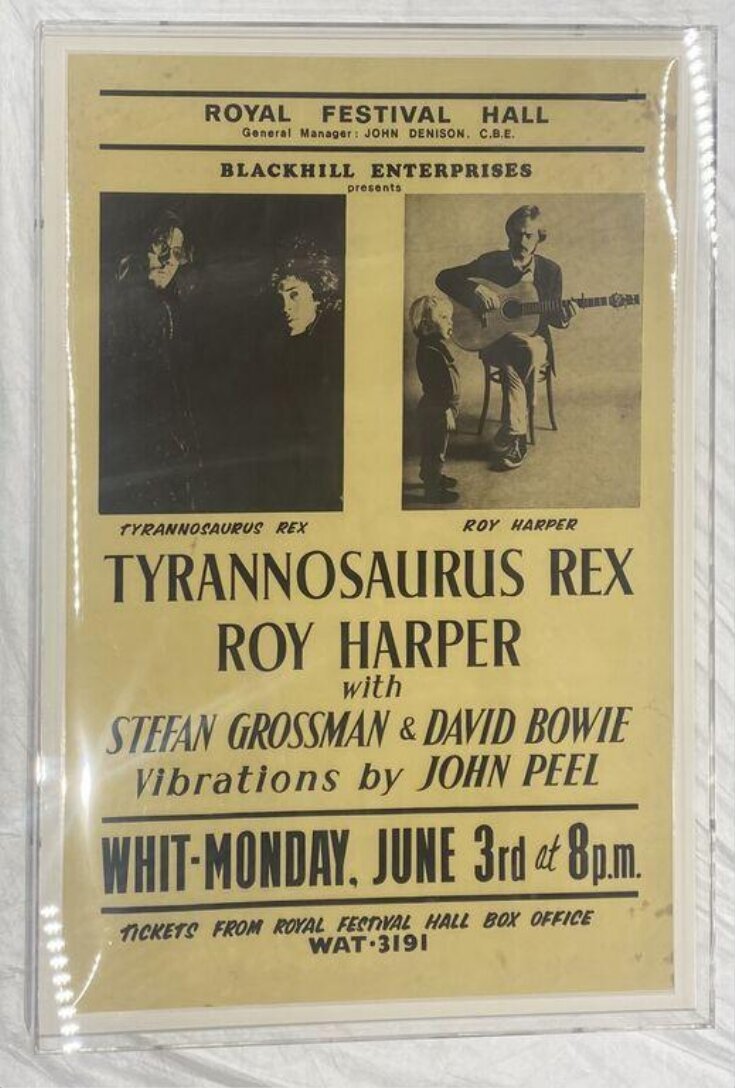 ROYAL FESTIVAL HALL
General Manager: JOHN DENISON. C.B.E.
BLACKHILL ENTERPRISES
presents
TYRANNOSAURUS REX
ROY HARPER
TYRANNOSAURUS REX
ROY HARPER
with
STEFAN GROSSMAN & DAVID BOWIE
Vibrations by JOHN PEEL
WHIT-MONDAY, JUNE 3rd at 8p.m.
TICKETS FROM ROYAL FESTIVAL HALL BOX OFFICE
WAT·3191